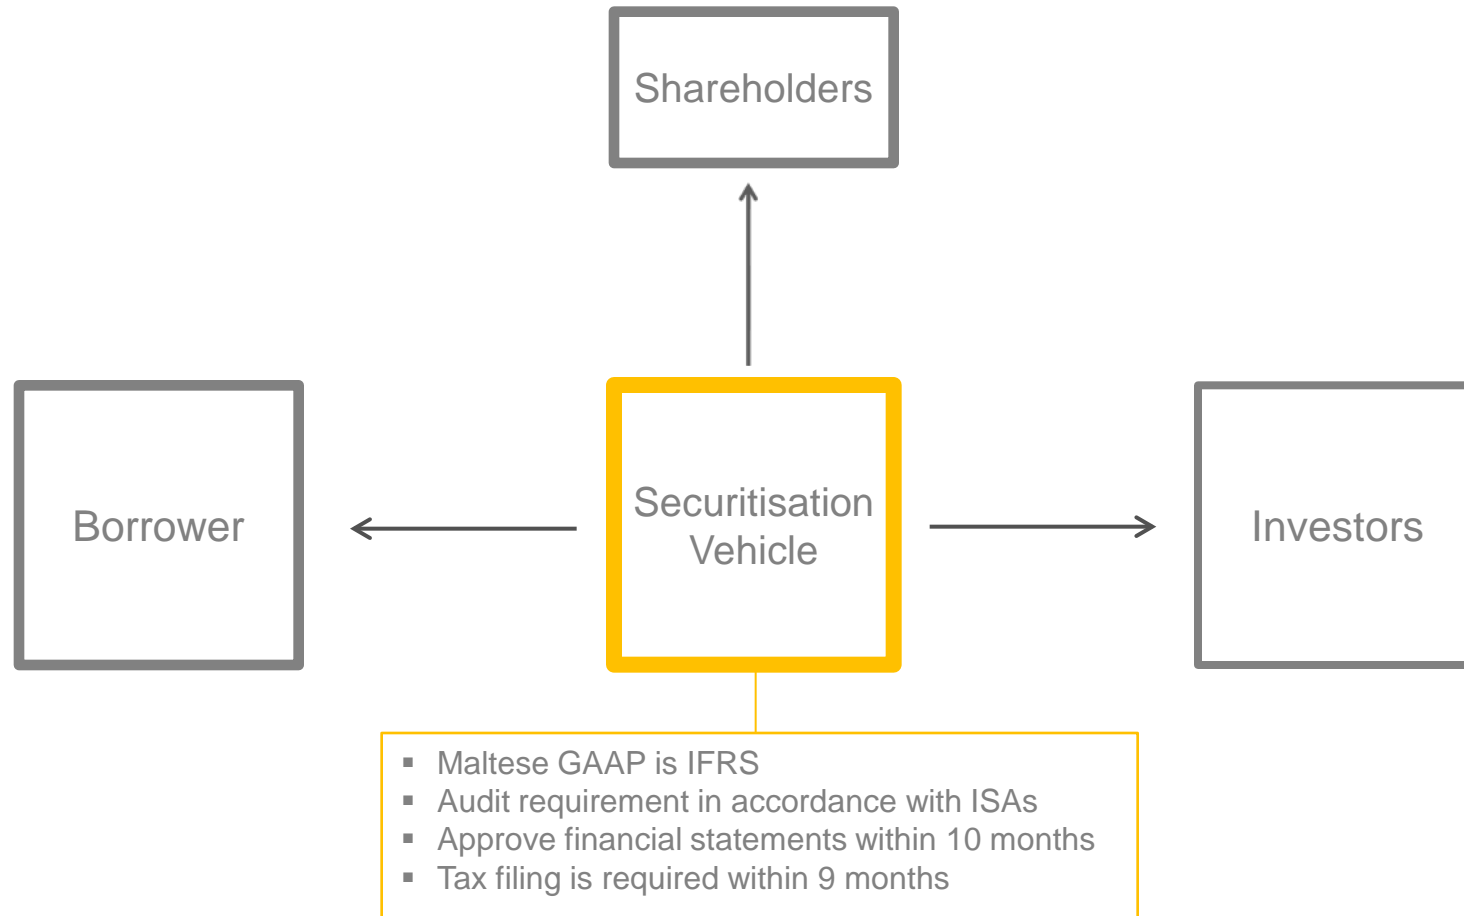 Shareholders
Borrower
Securitisation
Vehicle
Investors
▪ Maltese GAAP is IFRS
▪ Audit requirement in accordance with ISAs
▪ Approve financial statements within 10 months
▪ Tax filing is required within 9 months